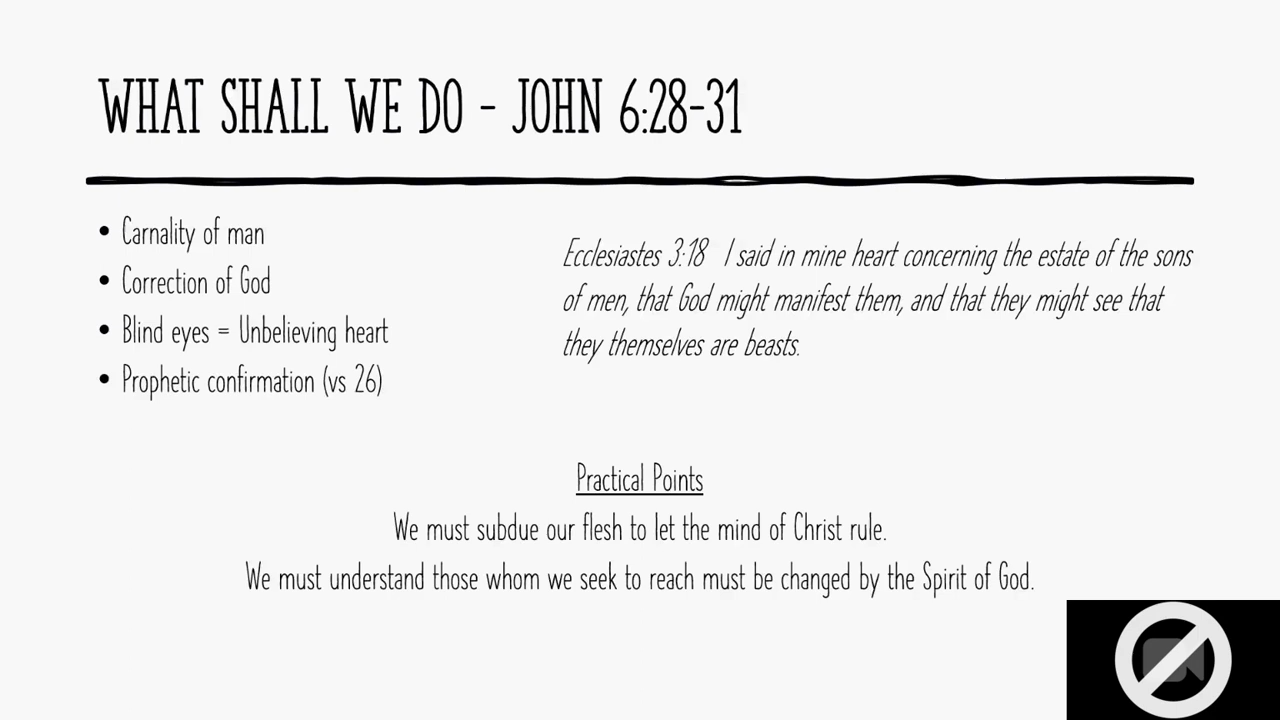 WHAT SHALL WE DO - JOHN 6:28-31
• Carnality of man
• Correction of God
• Blind eyes = Unbelieving heart
• Prophetic confirmation (vs 26)
Ecclesiastes 3:18 I said in mine heart concerning the estate of the sons
of men, that God might manifest them, and that they might see that
they themselves are beasts.
Practical Points
We must subdue our flesh to let the mind of Christ rule.
We must understand those whom we seek to reach must be changed by the Spirit of God.